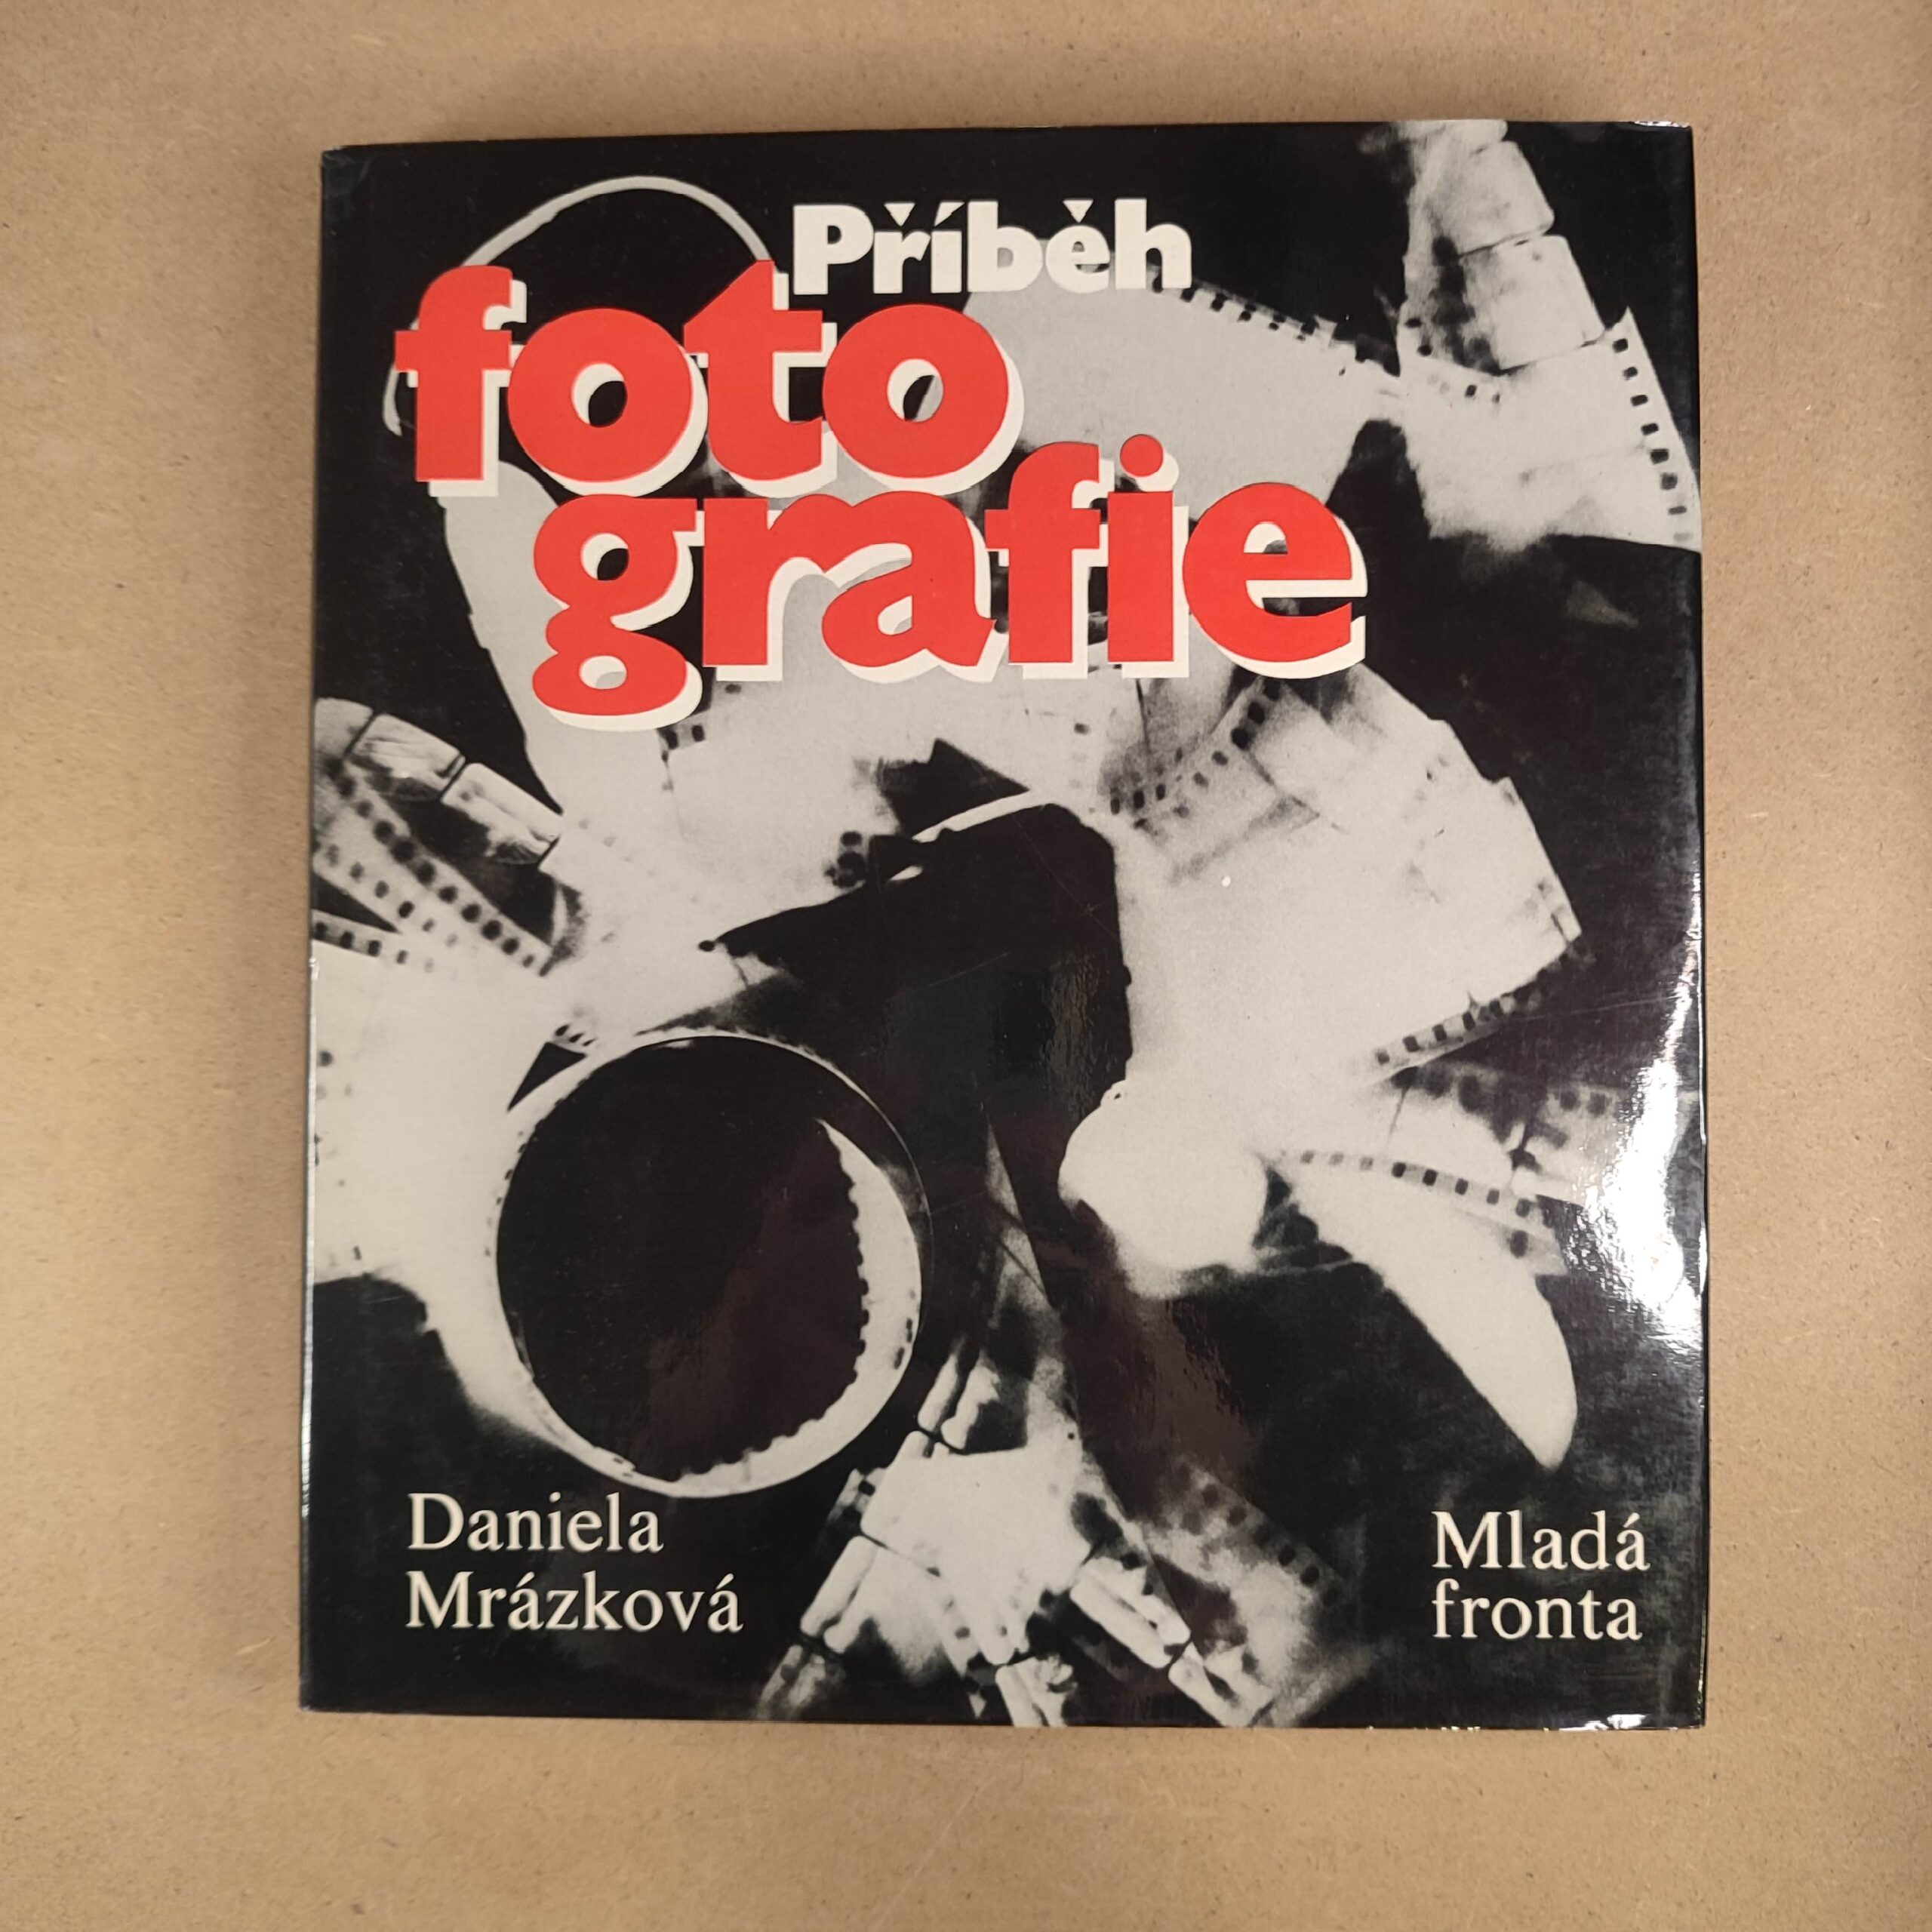 Příběh
foto
grafie
Daniela
Mrázková
Mladá
fronta